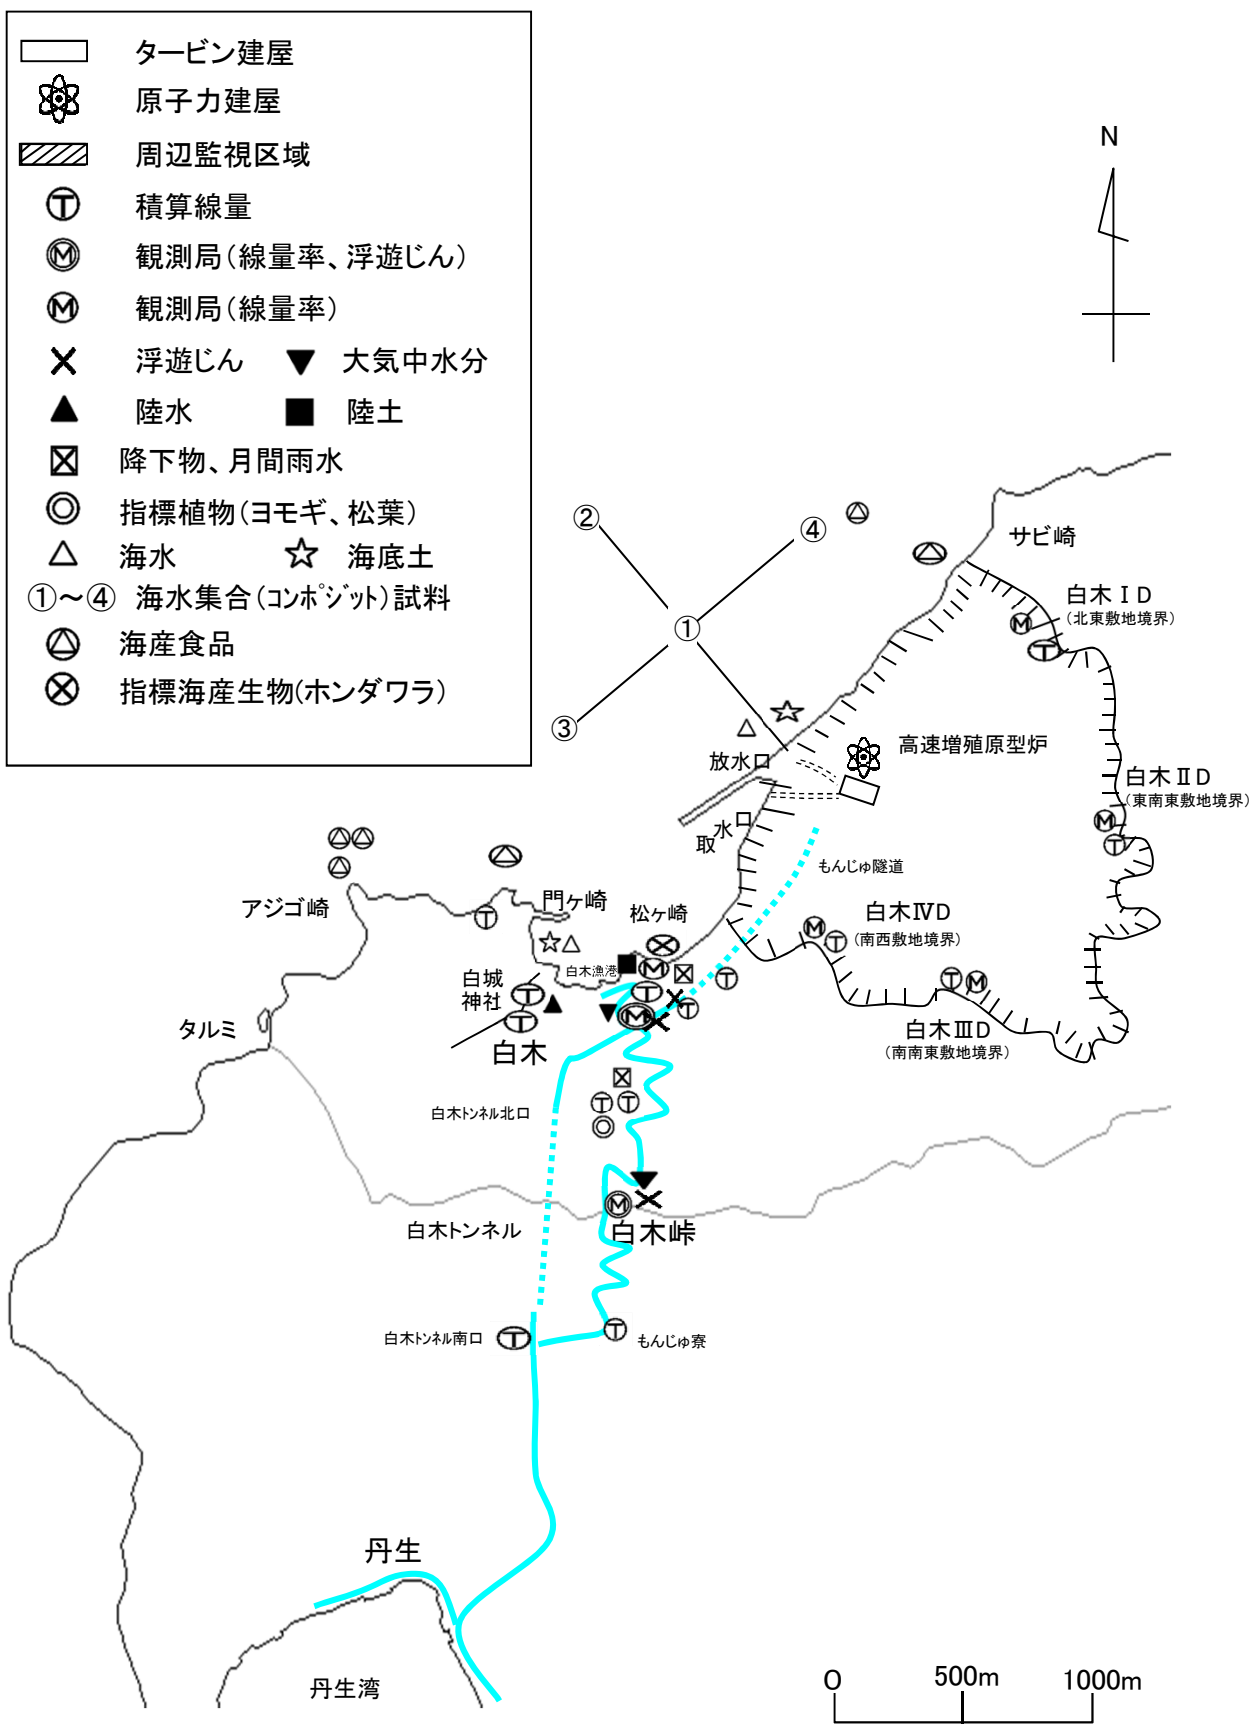 タービン建屋
原子力建屋
周辺監視区域
T 積算線量
M 観測局(線量率、浮遊じん)
M 観測局(線量率)
浮遊じん 大気中水分
陸水 陸土
降下物、月間雨水
指標植物(ヨモギ、松葉)
海水 海底土
①～④ 海水集合(コンポジット)試料
海産食品
指標海産生物(ホンダワラ)
N
②
④
①
③
サビ崎
白木ⅠD
(北東敷地境界)
M
T
高速増殖原型炉
放水口
取水口
白木ⅡD
(東南東敷地境界)
M
T
もんじゅ隧道
アジゴ崎
門ヶ崎
T
松ヶ崎
白木ⅣD
(南西敷地境界)
M
T
白城
神社
白木漁港
M
T
T
T
M
T
T
T
M
白木
タルミ
白木ⅢD
(南南東敷地境界)
白木トンネル北口
T
T
白木トンネル
M
白木峠
白木トンネル南口
T
T
もんじゅ寮
丹生
丹生湾
0 500m 1000m